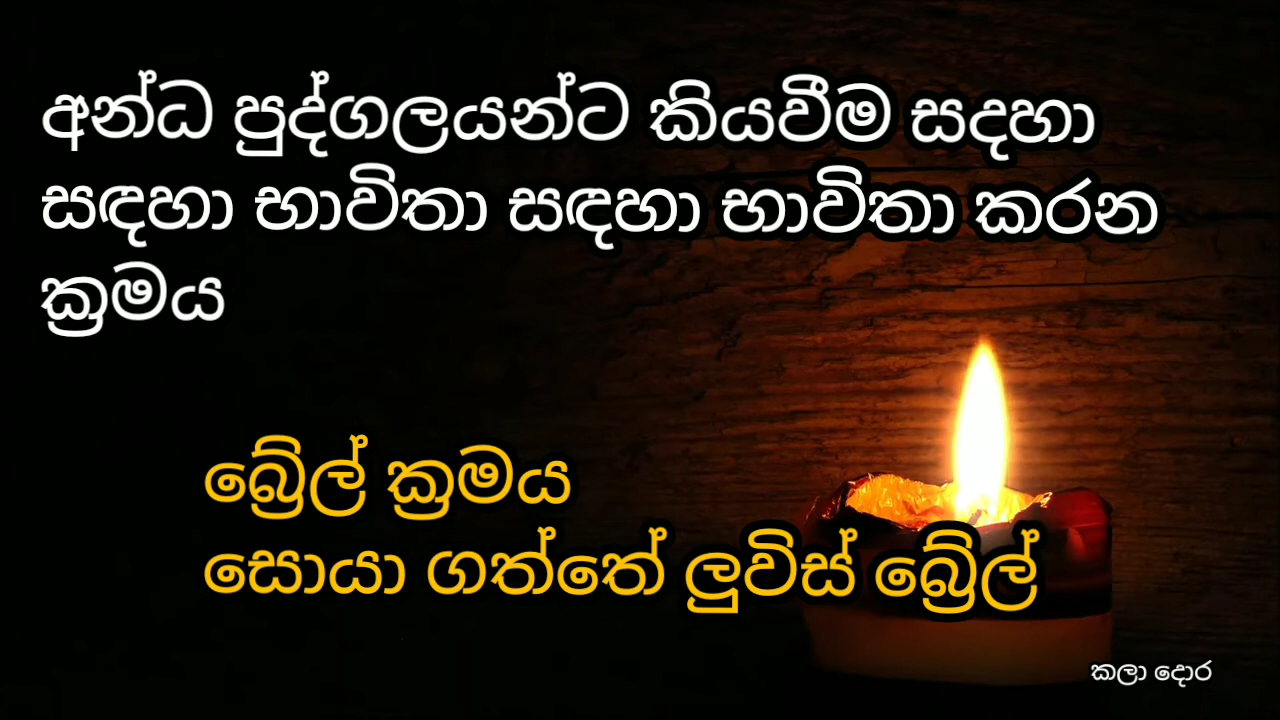 අන්ධ පුද්ගලයන්ට කියවීම සදහා
සඳහා භාවිතා සඳහා භාවිතා කරන
ක්‍රමය
බ්‍රේල් ක්‍රමය
සොයා ගත්තේ ලුවිස් බ්‍රේල්
කලා දොර